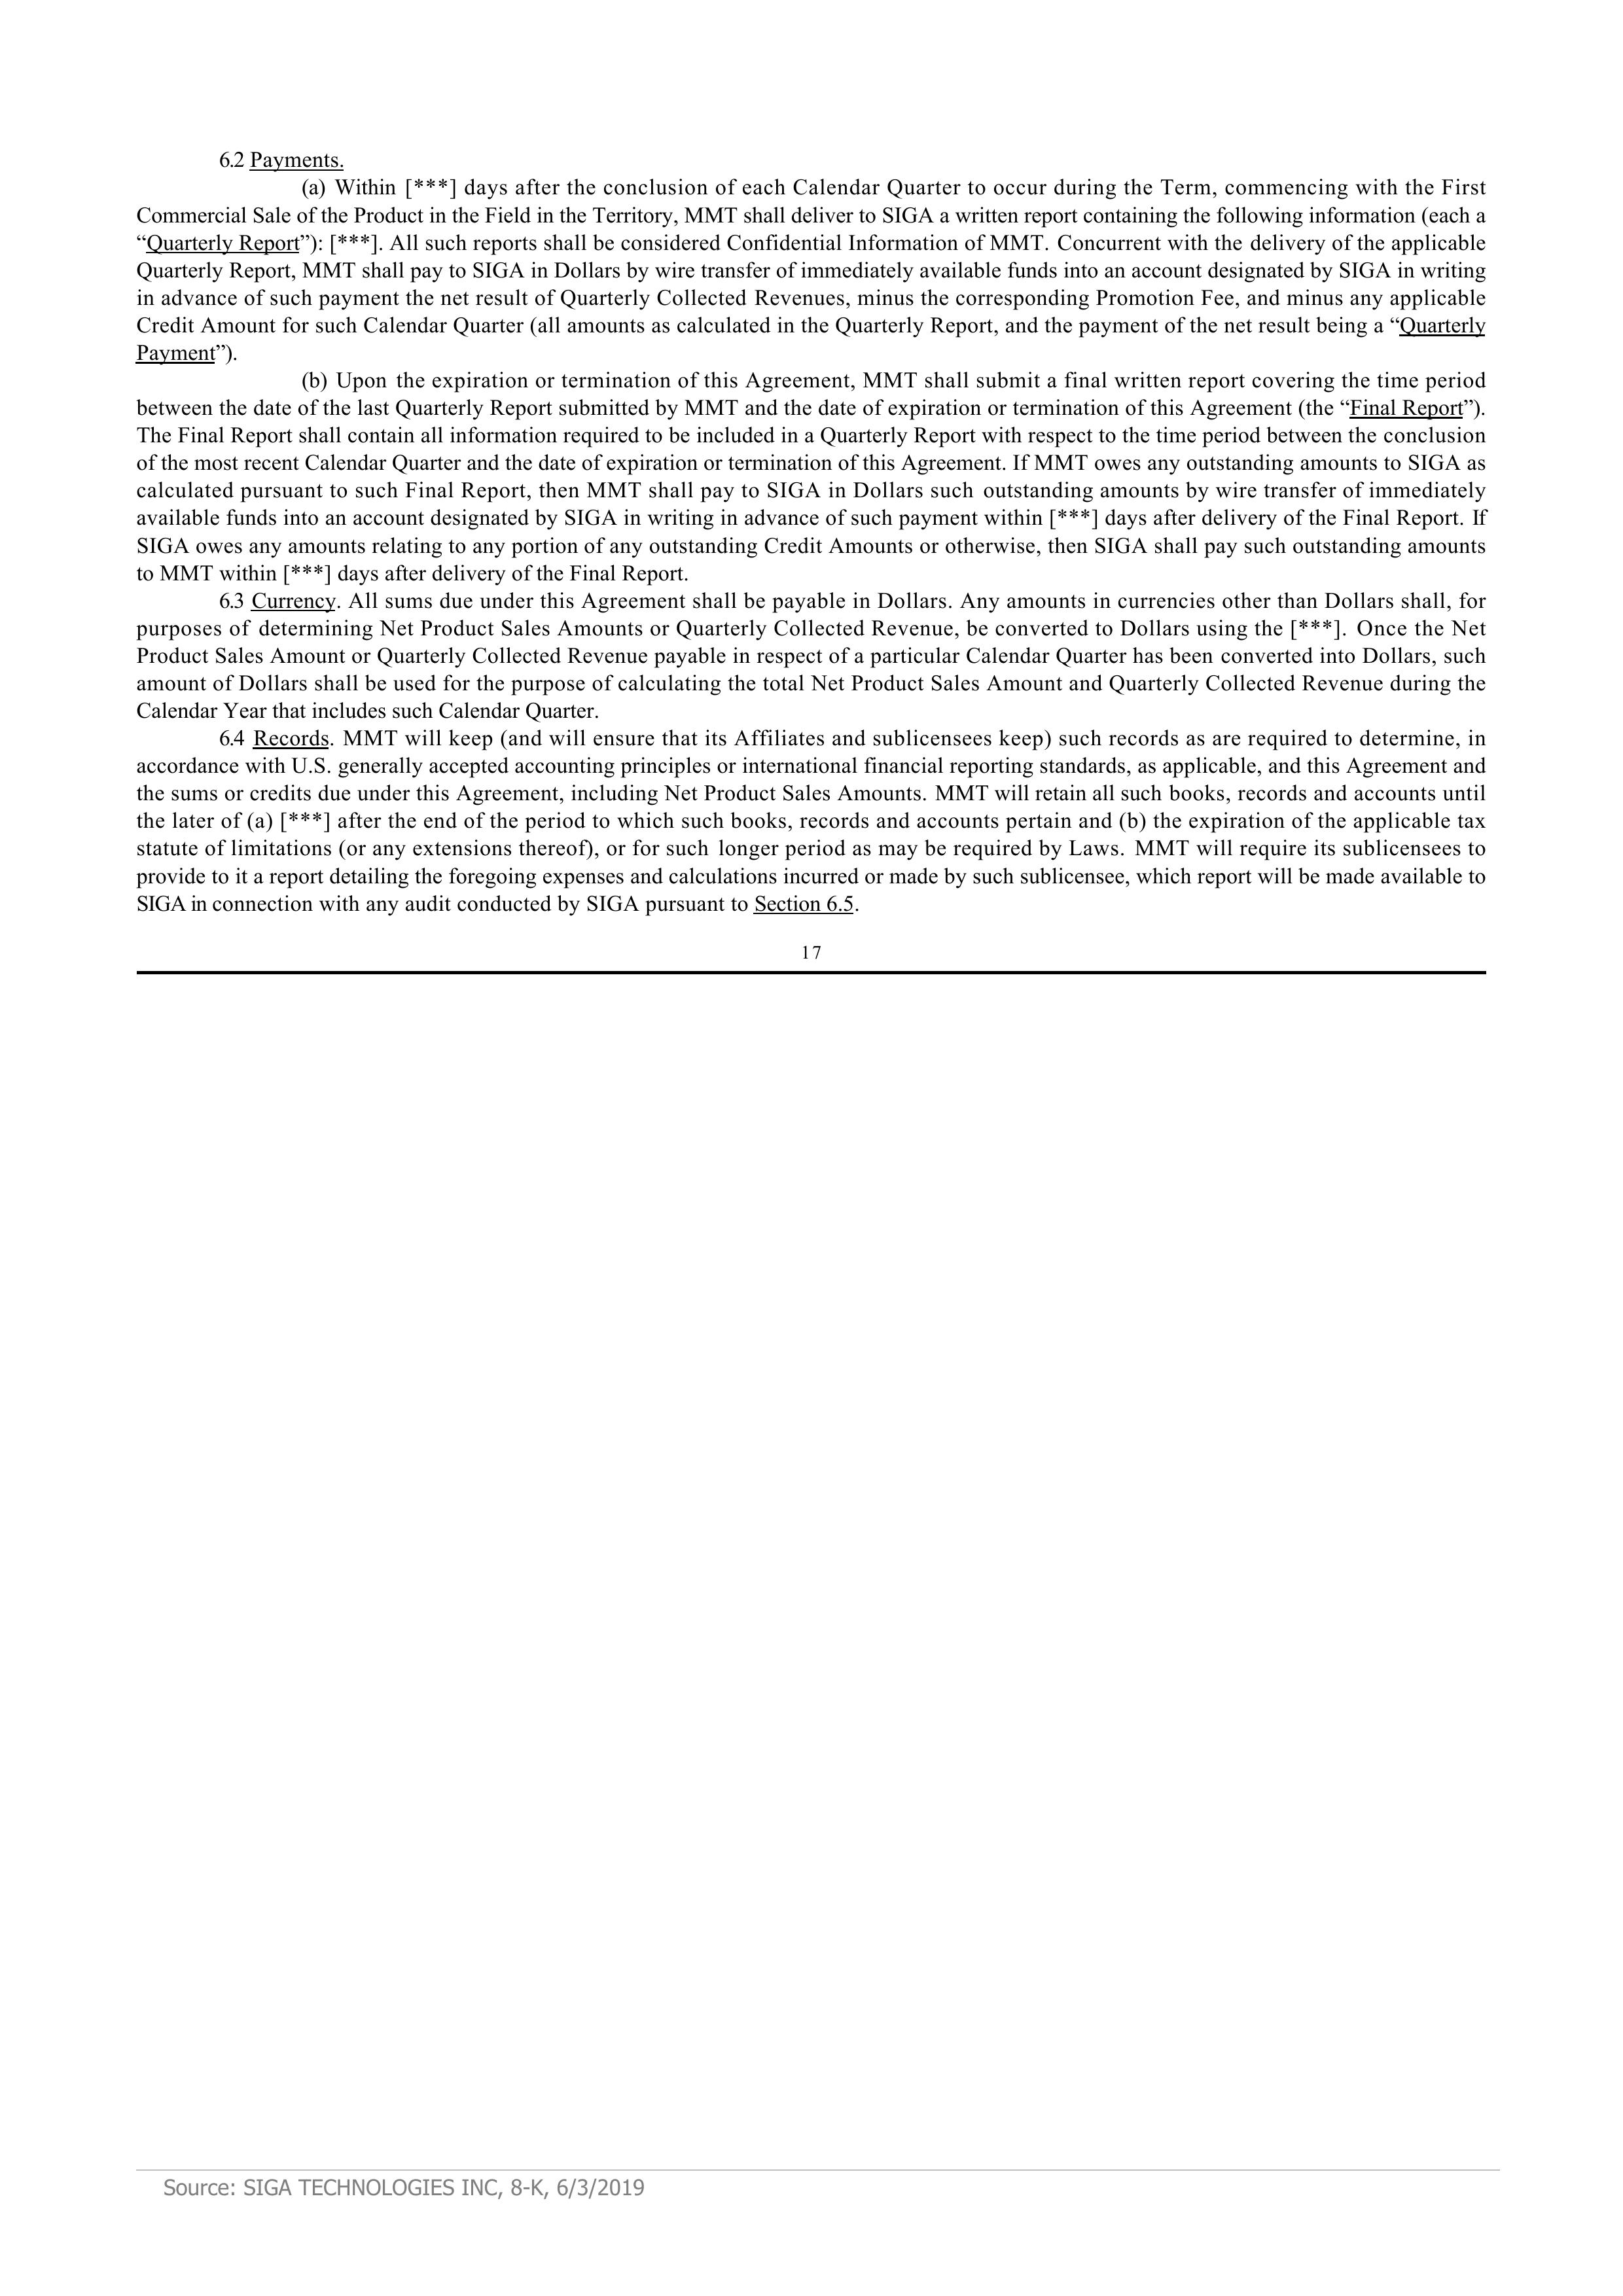 6.2 Payments.
(a) Within [***] days after the conclusion of each Calendar Quarter to occur during the Term, commencing with the First
Commercial Sale of the Product in the Field in the Territory, MMT shall deliver to SIGA a written report containing the following information (each a
“Quarterly Report”): [***]. All such reports shall be considered Confidential Information of MMT. Concurrent with the delivery of the applicable
Quarterly Report, MMT shall pay to SIGA in Dollars by wire transfer of immediately available funds into an account designated by SIGA in writing
in advance of such payment the net result of Quarterly Collected Revenues, minus the corresponding Promotion Fee, and minus any applicable
Credit Amount for such Calendar Quarter (all amounts as calculated in the Quarterly Report, and the payment of the net result being a “Quarterly
Payment”).
(b) Upon the expiration or termination of this Agreement, MMT shall submit a final written report covering the time period
between the date of the last Quarterly Report submitted by MMT and the date of expiration or termination of this Agreement (the “Final Report”).
The Final Report shall contain all information required to be included in a Quarterly Report with respect to the time period between the conclusion
of the most recent Calendar Quarter and the date of expiration or termination of this Agreement. If MMT owes any outstanding amounts to SIGA as
calculated pursuant to such Final Report, then MMT shall pay to SIGA in Dollars such outstanding amounts by wire transfer of immediately
available funds into an account designated by SIGA in writing in advance of such payment within [***] days after delivery of the Final Report. If
SIGA owes any amounts relating to any portion of any outstanding Credit Amounts or otherwise, then SIGA shall pay such outstanding amounts
to MMT within [***] days after delivery of the Final Report.
6.3 Currency. All sums due under this Agreement shall be payable in Dollars. Any amounts in currencies other than Dollars shall, for
purposes of determining Net Product Sales Amounts or Quarterly Collected Revenue, be converted to Dollars using the [***]. Once the Net
Product Sales Amount or Quarterly Collected Revenue payable in respect of a particular Calendar Quarter has been converted into Dollars, such
amount of Dollars shall be used for the purpose of calculating the total Net Product Sales Amount and Quarterly Collected Revenue during the
Calendar Year that includes such Calendar Quarter.
6.4 Records. MMT will keep (and will ensure that its Affiliates and sublicensees keep) such records as are required to determine, in
accordance with U.S. generally accepted accounting principles or international financial reporting standards, as applicable, and this Agreement and
the sums or credits due under this Agreement, including Net Product Sales Amounts. MMT will retain all such books, records and accounts until
the later of (a) [***] after the end of the period to which such books, records and accounts pertain and (b) the expiration of the applicable tax
statute of limitations (or any extensions thereof), or for such longer period as may be required by Laws. MMT will require its sublicensees to
provide to it a report detailing the foregoing expenses and calculations incurred or made by such sublicensee, which report will be made available to
SIGA in connection with any audit conducted by SIGA pursuant to Section 6.5.
17
Source: SIGA TECHNOLOGIES INC, 8-K, 6/3/2019